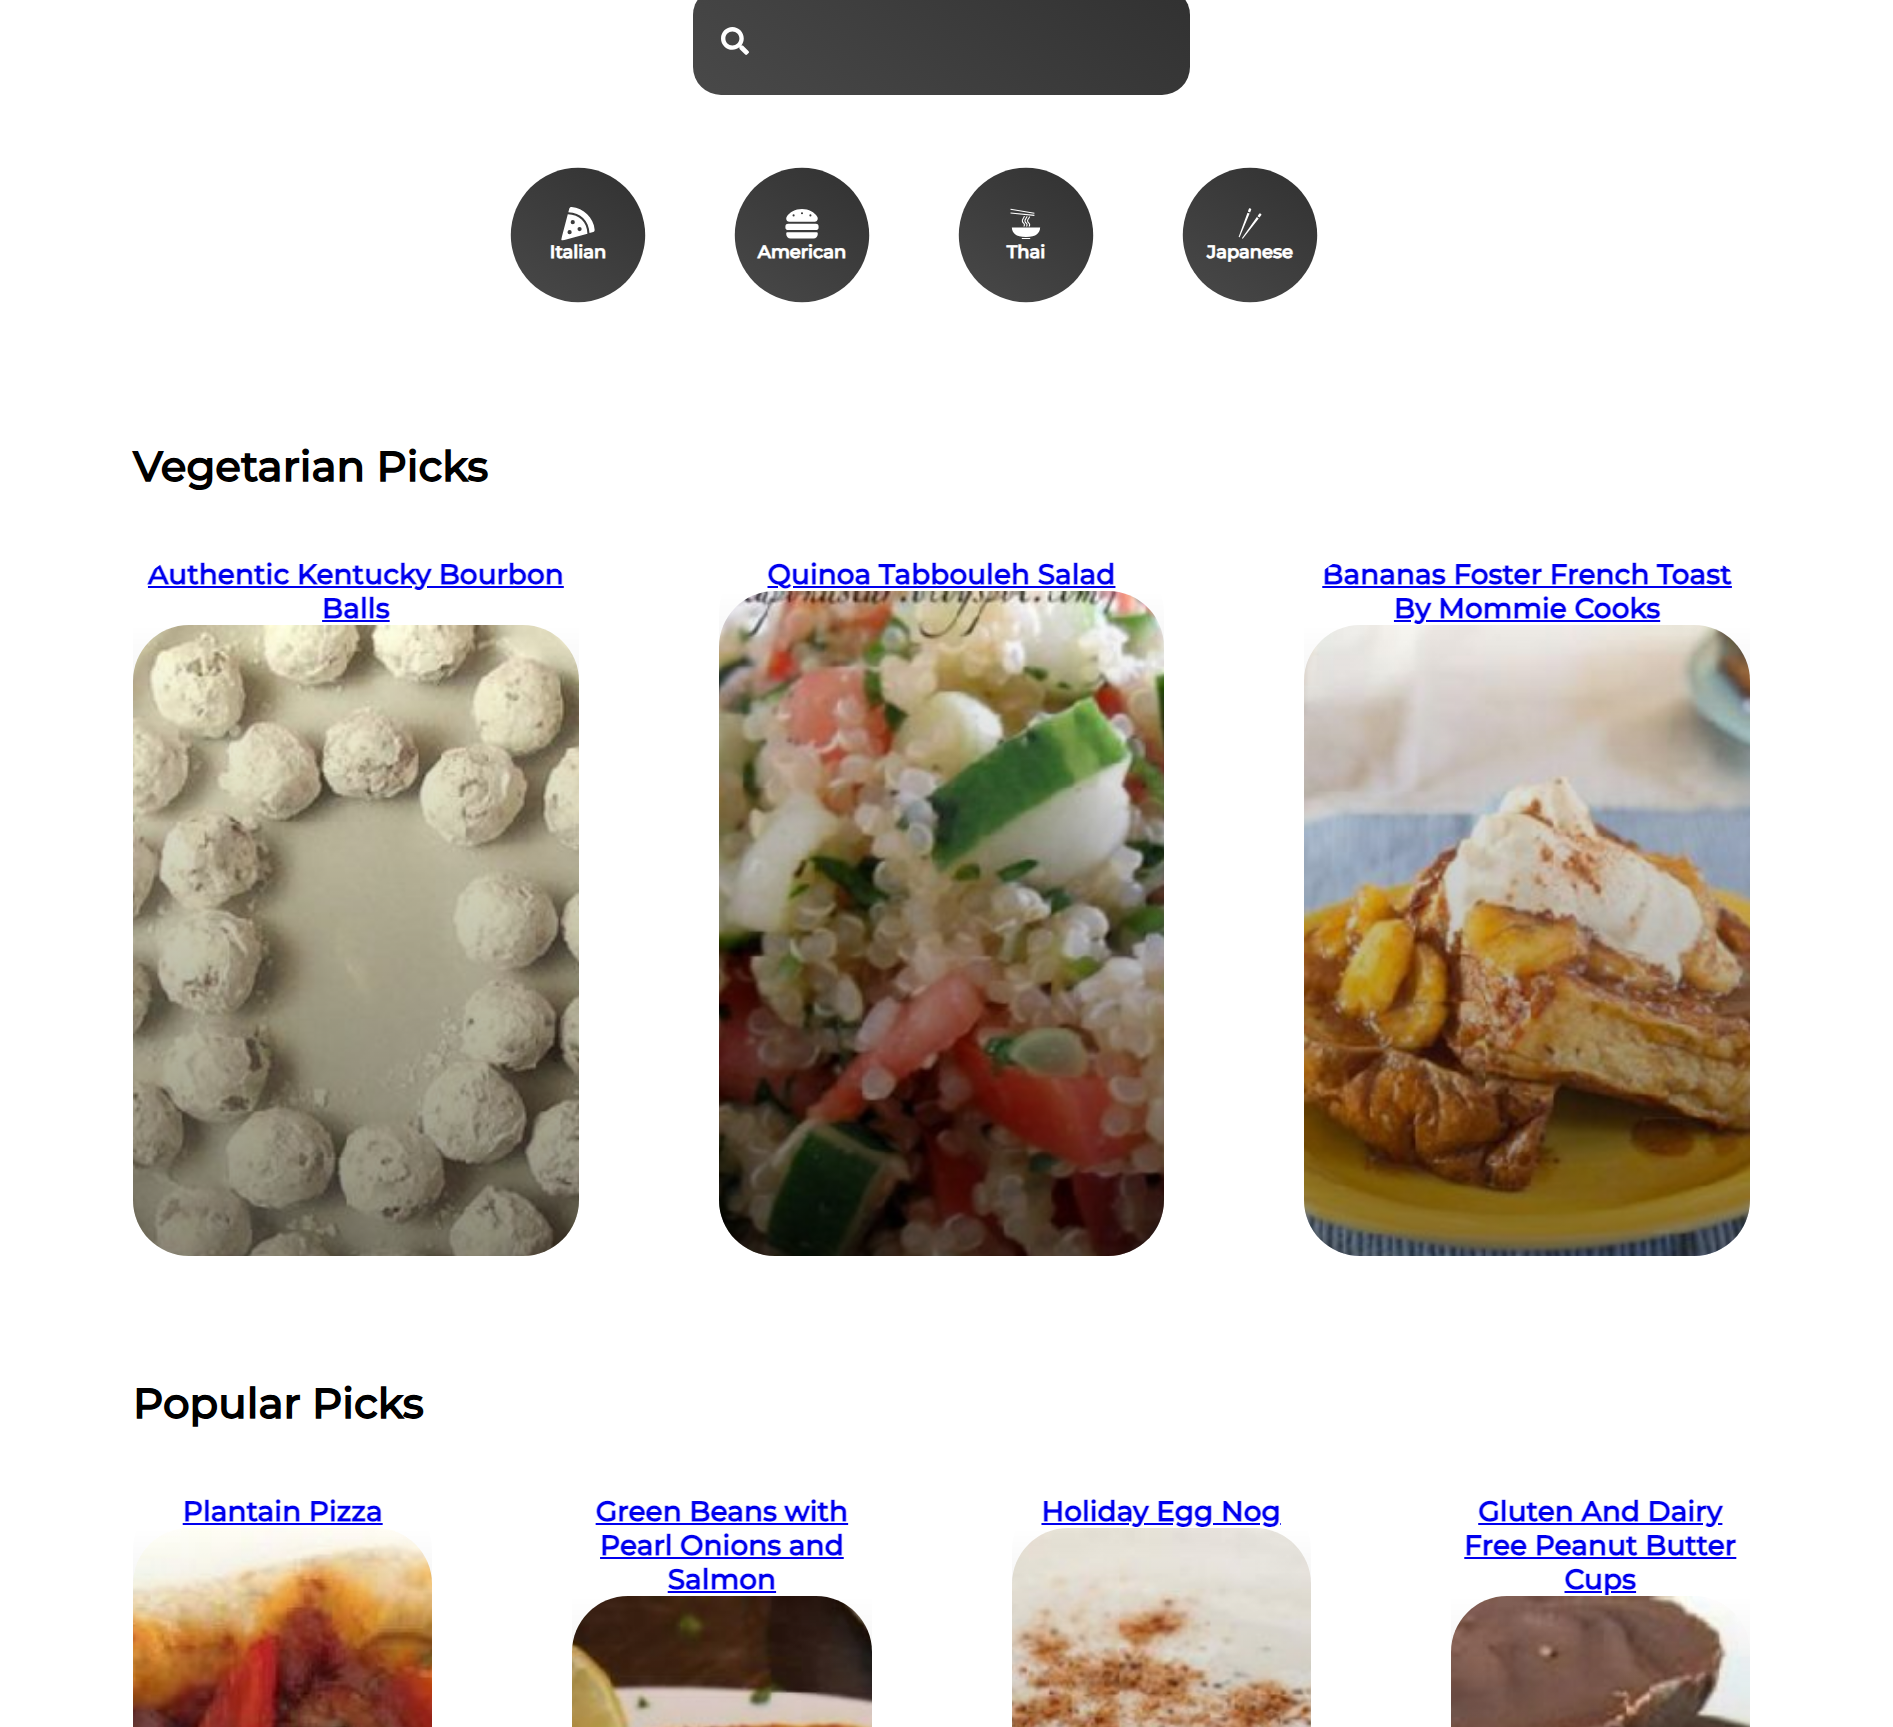 Italian
American
Thai
Japanese
Vegetarian Picks
Authentic Kentucky Bourbon
Balls
Quinoa Tabbouleh Salad
Bananas Foster French Toast
By Mommie Cooks
Popular Picks
Plantain Pizza
Green Beans with
Pearl Onions and
Salmon
Holiday Egg Nog
Gluten And Dairy
Free Peanut Butter
Cups